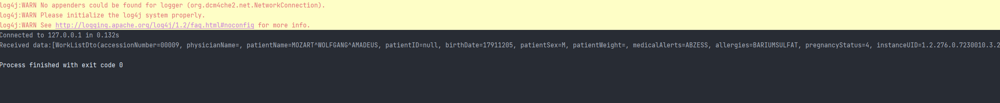 log4j:WARN No appenders could be found for logger (org.dcm4che2.net.NetworkConnection).
log4j:WARN Please initialize the log4j system properly.
log4j:WARN See http://logging.apache.org/log4j/1.2/faq.html#noconfig for more info.
Connected to 127.0.0.1 in 0.132s
Received data:[WorkListDto(accessionNumber=00009, physicianName=, patientName=MOZART^WOLFGANG^AMADEUS, patientID=null, birthDate=17911205, patientSex=M, patientWeight=, medicalAlerts=ABZESS, allergies=BARIUMSULFAT, pregnancyStatus=4, instanceUID=1.2.276.0.7230010.3.2
Process finished with exit code 0